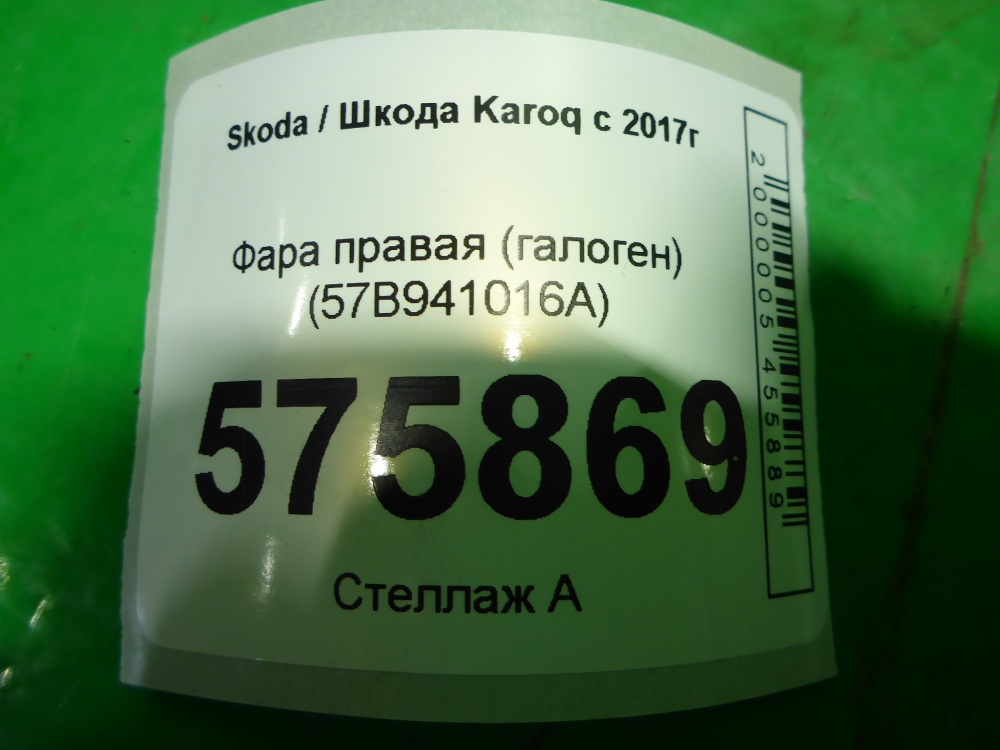 Skoda / Шкода Karoq с 2017г
Фара правая (галоген)
(57B941016A)
575869
Стеллаж А
2000005455889